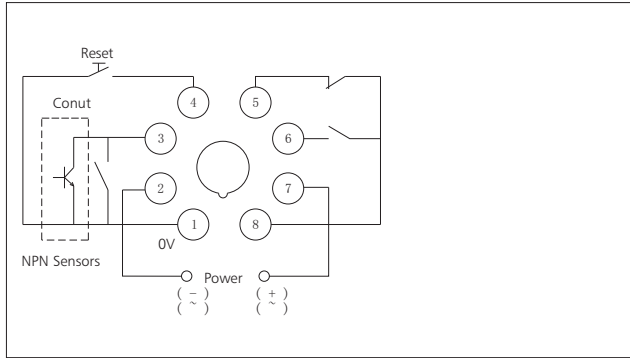 Reset
Conut
4
5
3
6
2
7
1
8
0V
NPN Sensors
Power
( − ) ( + )
( ~ ) ( ~ )